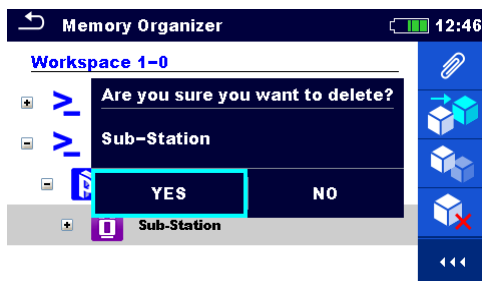 Memory Organizer
12:46
Workspace 1-0
Are you sure you want to delete?
Sub-Station
YES
NO
Sub-Station